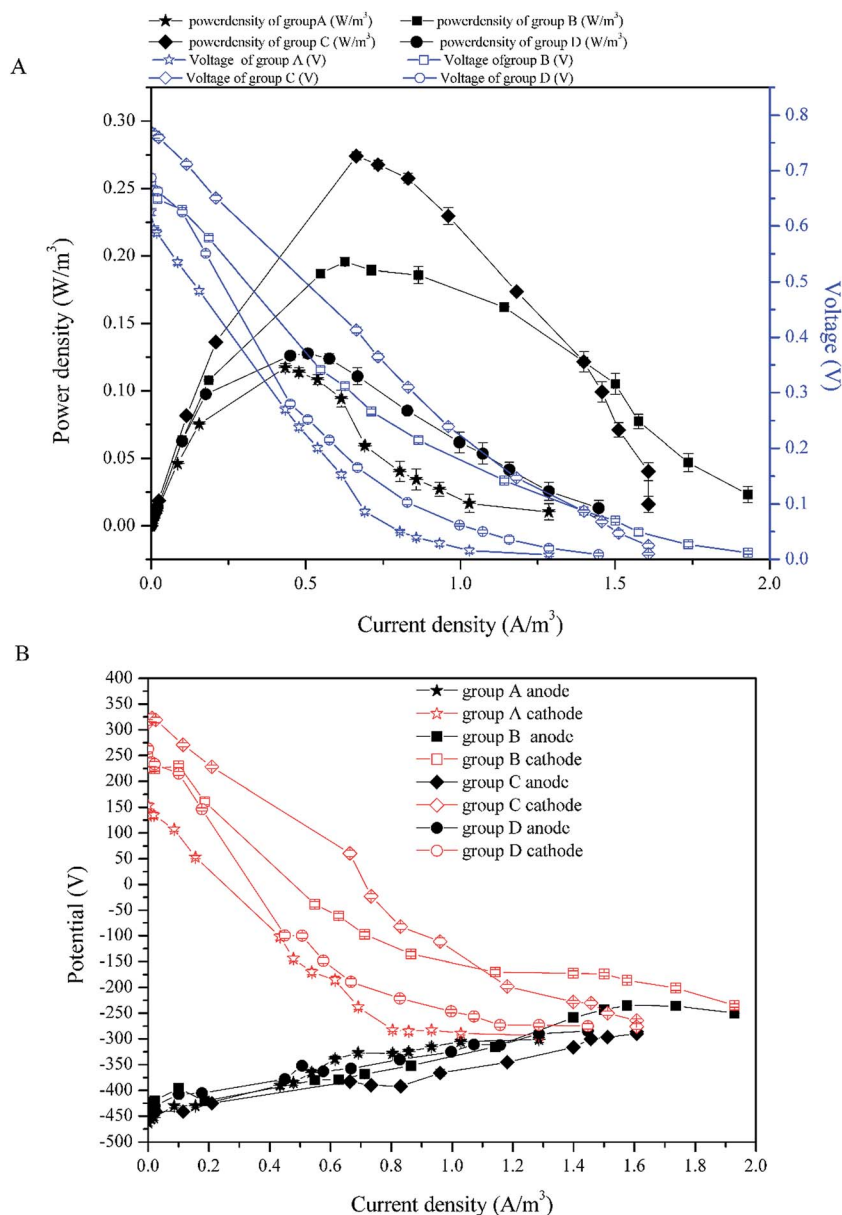 powerdensity of groupA (W/m³) powerdensity of group B (W/m³)
powerdensity of group C (W/m³) powerdensity of group D (W/m³)
Voltage of group A (V) Voltage of group B (V)
Voltage of group C (V) Voltage of group D (V)
A
0.30
0.25
0.20
0.15
0.10
0.05
0.00
Power density (W/m³)
0.8
0.7
0.6
0.5
0.4
0.3
0.2
0.1
0.0
Voltage (V)
0.0 0.5 1.0 1.5 2.0
Current density (A/m³)
B
400
350
300
250
200
150
100
50
0
-50
-100
-150
-200
-250
-300
-350
-400
-450
-500
Potential (V)
group A anode
group A cathode
group B anode
group B cathode
group C anode
group C cathode
group D anode
group D cathode
0.0 0.2 0.4 0.6 0.8 1.0 1.2 1.4 1.6 1.8 2.0
Current density (A/m³)